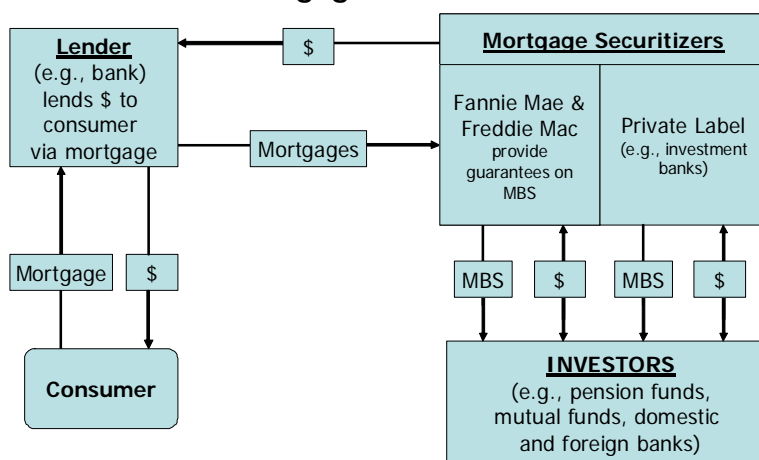 Lender
(e.g., bank)
lends $ to
consumer
via mortgage
$
Mortgage Securitizers
Fannie Mae &
Freddie Mac
provide
guarantees on
MBS
Private Label
(e.g., investment
banks)
Mortgages
Mortgage
$
MBS
$
MBS
$
Consumer
INVESTORS
(e.g., pension funds,
mutual funds, domestic
and foreign banks)